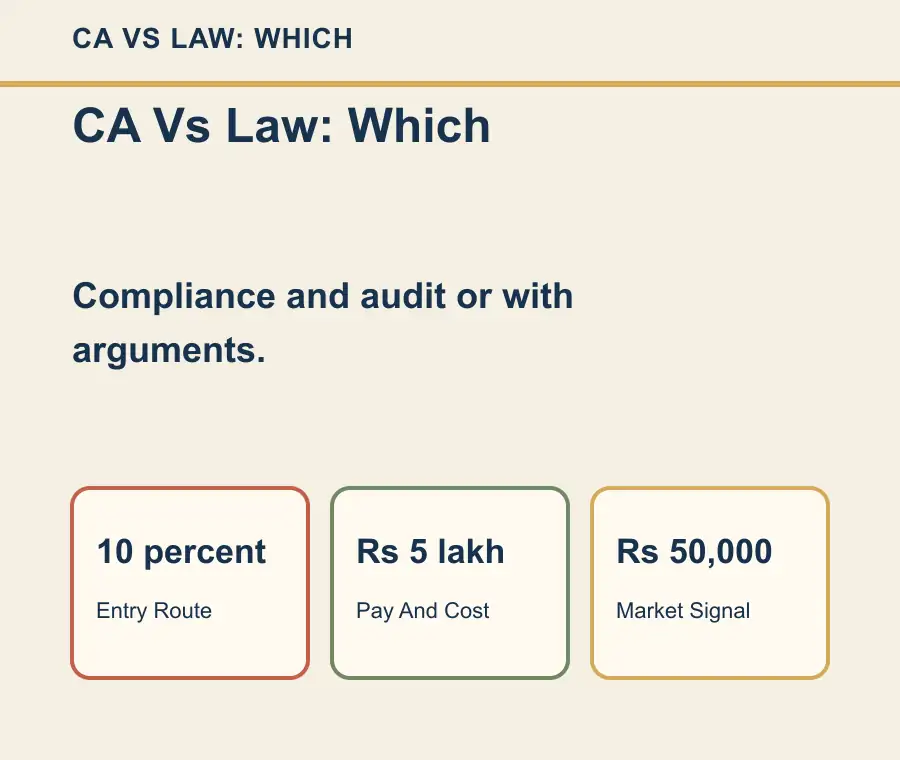 CA VS LAW: WHICH
CA Vs Law: Which
Compliance and audit or with
arguments.
10 percent
Entry Route
Rs 5 lakh
Pay And Cost
Rs 50,000
Market Signal